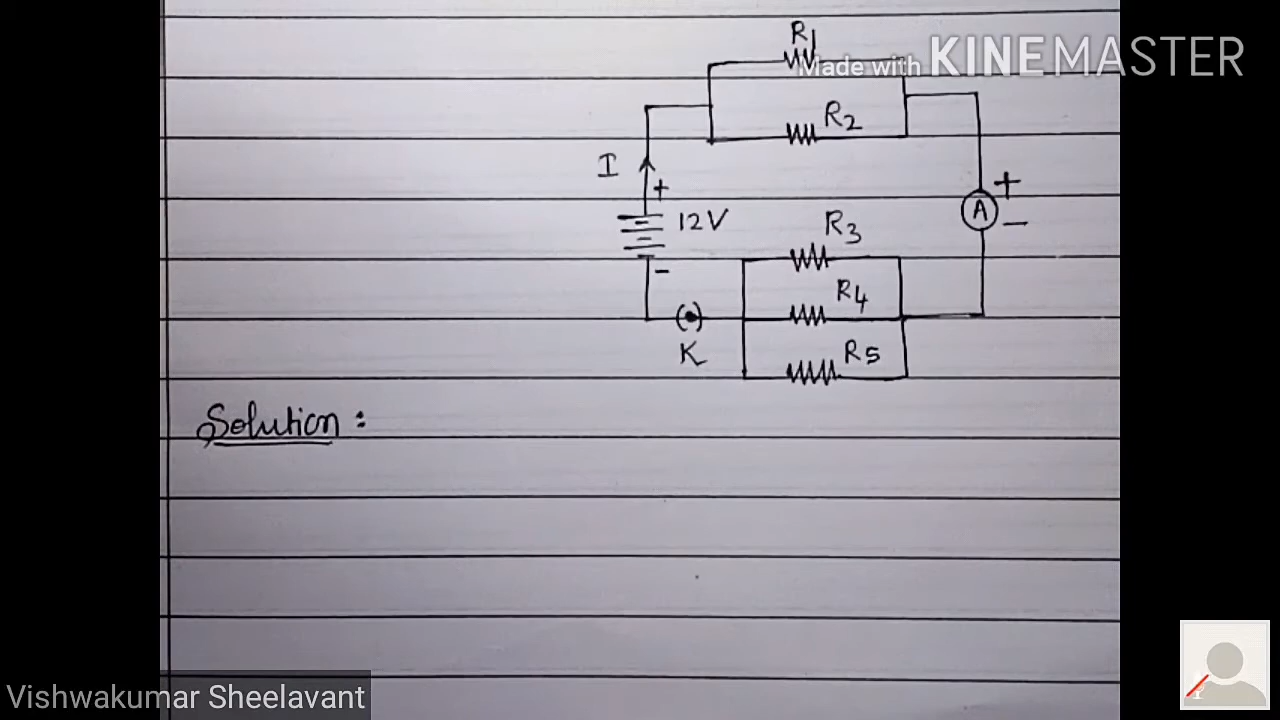 R1
Made with KINEMASTER
R2
I
+
+
12V
A
R3
-
-
R4
K
R5
Solution :
Vishwakumar Sheelavant